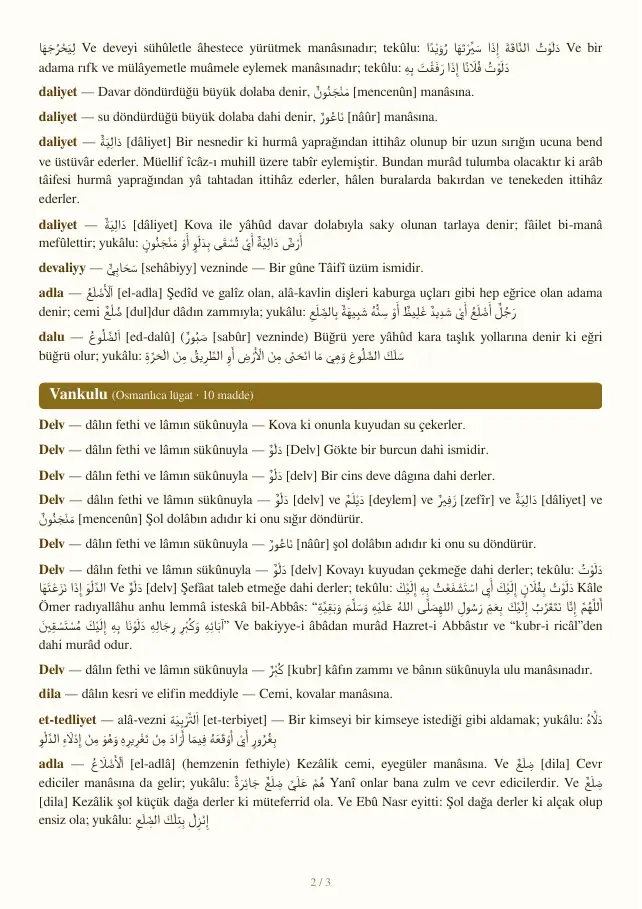 لِيُخْرِجَهَا Ve deveyi sühûletle âhestece yürütmek manâsınadır; tekûlu: دَلَوْتُ النَّاقَةَ إِذَا سَيَّرْتَهَا رُوَيْدًا Ve bir
adama rıfk ve mülâyemetle muâmele eylemek manâsınadır; tekûlu: دَلَوْتُ فُلَانًا إِذَا رَفَقْتَ بِهِ
daliyet — Davar döndürdüğü büyük dolaba denir, مَنْجَنُونٌ [mencenûn] manâsına.
daliyet — su döndürdüğü büyük dolaba dahi denir, نَاعُورٌ [nâûr] manâsına.
daliyet — دَالِيَةٌ [dâliyet] Bir nesnedir ki hurmâ yaprağından ittihâz olunup bir uzun sırığın ucuna bend
ve üstüvâr ederler. Müellif îcâz-ı muhill üzere tabîr eylemiştir. Bundan murâd tulumba olacaktır ki arâb
tâifesi hurmâ yaprağından yâ tahtadan ittihâz ederler, hâlen buralarda bakırdan ve tenekeden ittihâz
ederler.
daliyet — دَالِيَةٌ [dâliyet] Kova ile yâhûd davar dolabıyla saky olunan tarlaya denir; fâilet bi-manâ
mefûlettir; yukâlu: أَرْضٌ دَالِيَةٌ أَيْ تُسْقَى بِدَلْوٍ أَوْ مَنْجَنُونٍ
devaliyy — سَحَابِيٌّ [sehâbiyy] vezninde — Bir gûne Tâifî üzüm ismidir.
adla — اَلْأَضْلَعُ [el-adla] Şedîd ve galîz olan, alâ-kavlin dişleri kaburga uçları gibi hep eğrice olan adama
denir; cemi ضُلْعٌ [dul]dur dâdın zammıyla; yukâlu: رَجُلٌ أَضْلَعُ أَيْ شَدِيدٌ غَلِيظٌ أَوْ سِنُّهُ شَبِيهَةٌ بِالضِّلَعِ
dalu — اَلضَّلُوعُ [ed-dalû] (صَبُورٌ [sabûr] vezninde) Büğrü yere yâhûd kara taşlık yollarına denir ki eğri
büğrü olur; yukâlu: سَلَكَ الضَّلُوعَ وَهِيَ مَا انْحَنَى مِنَ الْأَرْضِ أَوِ الطَّرِيقُ مِنَ الْحَرَّةِ
Vankulu (Osmanlıca lügat · 10 madde)
Delv — dâlın fethi ve lâmın sükûnuyla — Kova ki onunla kuyudan su çekerler.
Delv — dâlın fethi ve lâmın sükûnuyla — دَلْوٌ [Delv] Gökte bir burcun dahi ismidir.
Delv — dâlın fethi ve lâmın sükûnuyla — دَلْوٌ [delv] Bir cins deve dâgına dahi derler.
Delv — dâlın fethi ve lâmın sükûnuyla — دَلْوٌ [delv] ve دَيْلَمٌ [deylem] ve زَفِيرٌ [zefîr] ve دَالِيَةٌ [dâliyet] ve
مَنْجَنُونٌ [mencenûn] Şol dolâbın adıdır ki onu sığır döndürür.
Delv — dâlın fethi ve lâmın sükûnuyla — نَاعُورٌ [nâûr] şol dolâbın adıdır ki onu su döndürür.
Delv — dâlın fethi ve lâmın sükûnuyla — دَلْوٌ [delv] Kovayı kuyudan çekmeğe dahi derler; tekûlu: دَلَوْتُ
الدَّلْوَ إِذَا نَزَعْتَهَا Ve دَلْوٌ [delv] Şefâat taleb etmeğe dahi derler; tekûlu: دَلَوْتُ بِفُلَانٍ إِلَيْكَ أَيِ اسْتَشْفَعْتُ بِهِ إِلَيْكَ Kâle
Ömer radıyallâhu anhu lemmâ isteskâ bil-Abbâs: “اَللَّهُمَّ إِنَّا نَتَقَرَّبُ إِلَيْكَ بِعَمِّ رَسُولِ اللهِصَلَّى اللهُ عَلَيْهِ وَسَلَّمَ وَبَقِيَّةِ
آبَائِهِ وَكُبْرِ رِجَالِهِ دَلَوْنَا بِهِ إِلَيْكَ مُسْتَسْقِينَ” Ve bakiyye-i âbâdan murâd Hazret-i Abbâstır ve “kubr-i ricâl”den
dahi murâd odur.
Delv — dâlın fethi ve lâmın sükûnuyla — كُبْرٌ [kubr] kâfın zammı ve bânın sükûnuyla ulu manâsınadır.
dila — dâlın kesri ve elifin meddiyle — Cemi, kovalar manâsına.
et-tedliyet — alâ-vezni اَلتَّرْبِيَة [et-terbiyet] — Bir kimseyi bir kimseye istediği gibi aldamak; yukâlu: دَلَّاهُ
بِغُرُورٍ أَيْ أَوْقَعَهُ فِيمَا أَرَادَ مِنْ تَغْرِيرِهِ وَهُوَ مِنْ إِدْلَاءِ الدَّلْوِ
adla — اَلْأَضْلَاعُ [el-adlâ] (hemzenin fethiyle) Kezâlik cemi, eyegüler manâsına. Ve ضِلَعٌ [dila] Cevr
ediciler manâsına da gelir; yukâlu: هُمْ عَلَيَّ ضِلَعٌ جَائِرَةٌ Yanî onlar bana zulm ve cevr edicilerdir. Ve ضِلَعٌ
[dila] Kezâlik şol küçük dağa derler ki müteferrid ola. Ve Ebû Nasr eyitti: Şol dağa derler ki alçak olup
ensiz ola; yukâlu: إِنْزِلْ بِتِلْكَ الضِّلَعِ
2 / 3